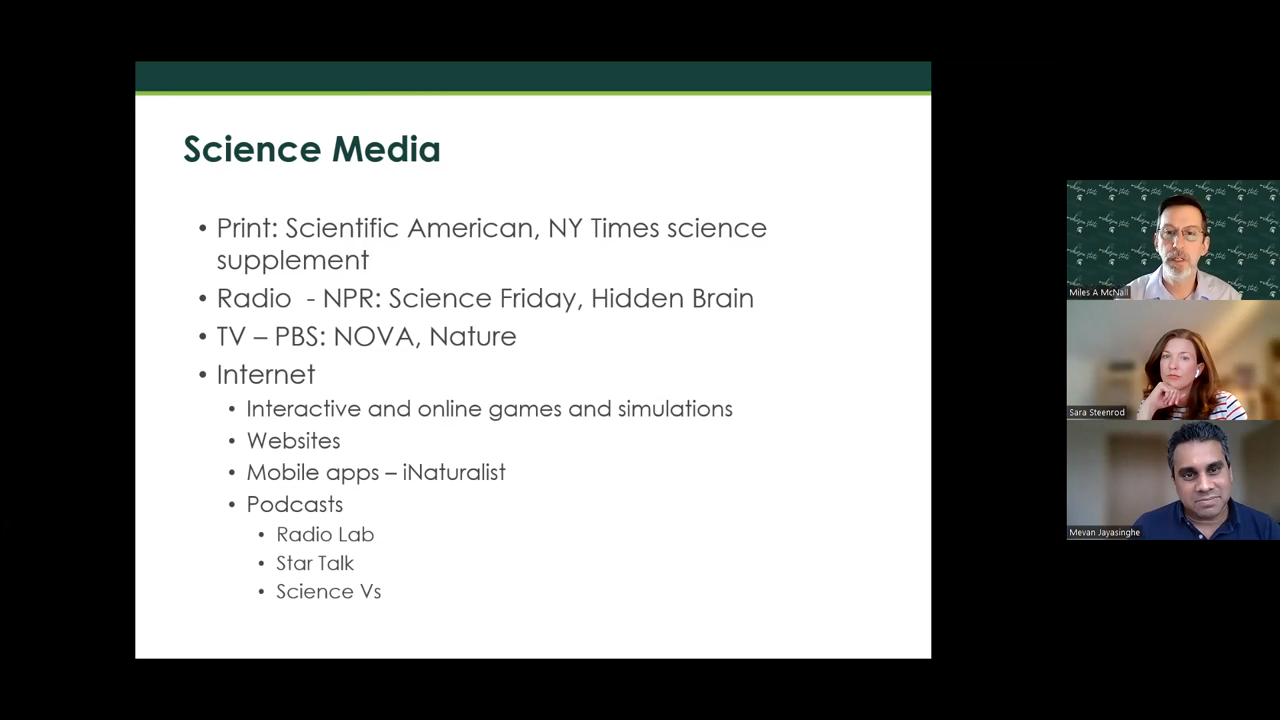 Science Media
• Print: Scientific American, NY Times science
supplement
• Radio  - NPR: Science Friday, Hidden Brain
• TV – PBS: NOVA, Nature
• Internet
• Interactive and online games and simulations
• Websites
• Mobile apps – iNaturalist
• Podcasts
• Radio Lab
• Star Talk
• Science Vs
Miles A McNall
Sara Steenrod
Mevan Jayasinghe